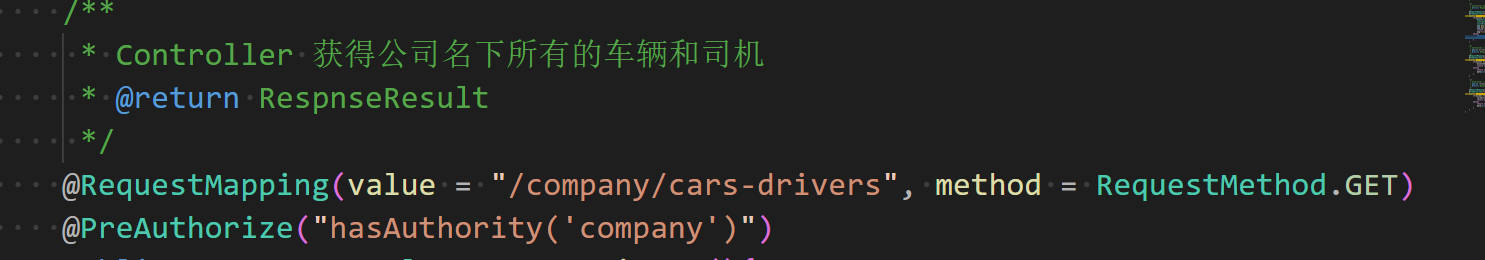 /**
* Controller 获得公司名下所有的车辆和司机
* @return RespnseResult
*/
@RequestMapping(value = "/company/cars-drivers", method = RequestMethod.GET)
@PreAuthorize("hasAuthority('company')")